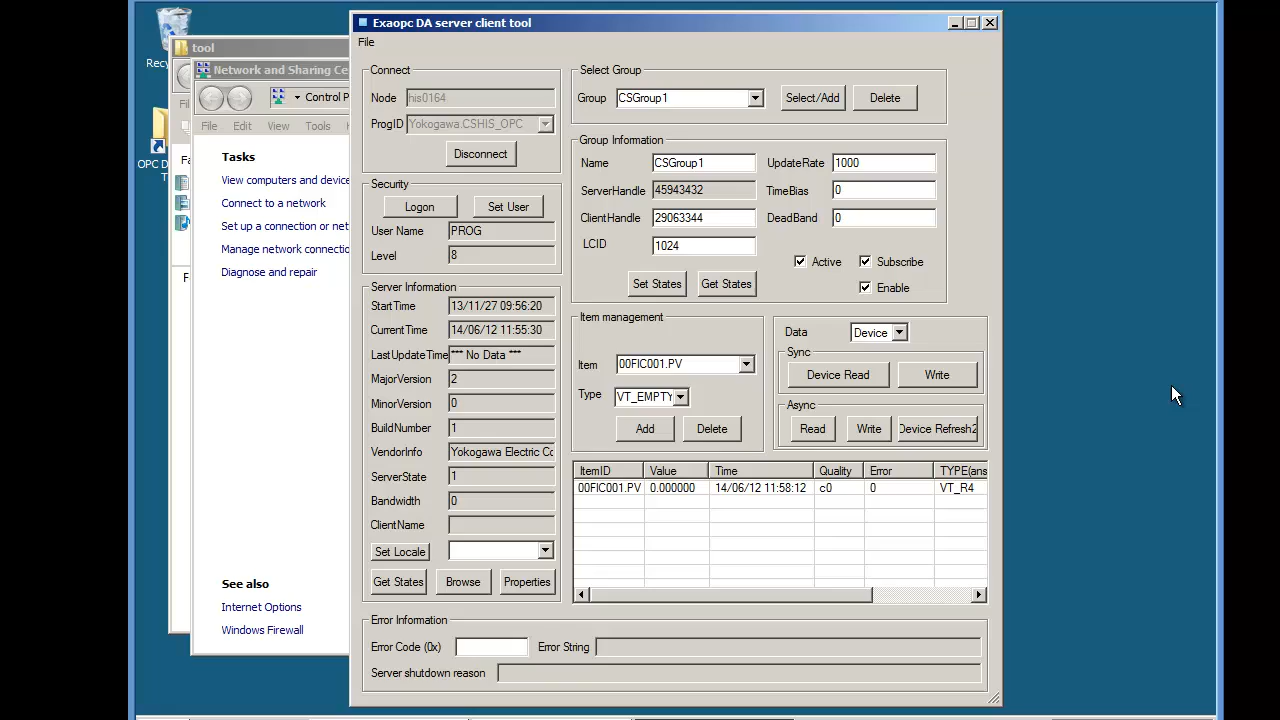 Exaopc DA server client tool
File
Connect
Node his0164
ProgID Yokogawa.CSHIS_OPC
Disconnect
Security
Logon Set User
User Name PROG
Level 8
Server Information
StartTime 13/11/27 09:56:20
CurrentTime 14/06/12 11:55:30
LastUpdateTime *** No Data ***
MajorVersion 2
MinorVersion 0
BuildNumber 1
VendorInfo Yokogawa Electric Cc
ServerState 1
Bandwidth 0
ClientName
Set Locale
Get States Browse Properties
Select Group
Group CSGroup1 Select/Add Delete
Group Information
Name CSGroup1 UpdateRate 1000
ServerHandle 45943432 TimeBias 0
ClientHandle 29063344 DeadBand 0
LCID 1024
Active Subscribe
Set States Get States Enable
Item management
Item 00FIC001.PV
Type VT_EMPTY
Add Delete
Data Device
Sync
Device Read Write
Async
Read Write Device Refresh2
ItemID Value Time Quality Error TYPE(ans
00FIC001.PV 0.000000 14/06/12 11:58:12 c0 0 VT_R4
Error Information
Error Code (0x) Error String
Server shutdown reason
tool
Network and Sharing Ce
Control P
File Edit View Tools
Tasks
View computers and device
Connect to a network
Set up a connection or net
Manage network connectio
Diagnose and repair
See also
Internet Options
Windows Firewall
Recy
OPC D
T
Fi
Fa
F